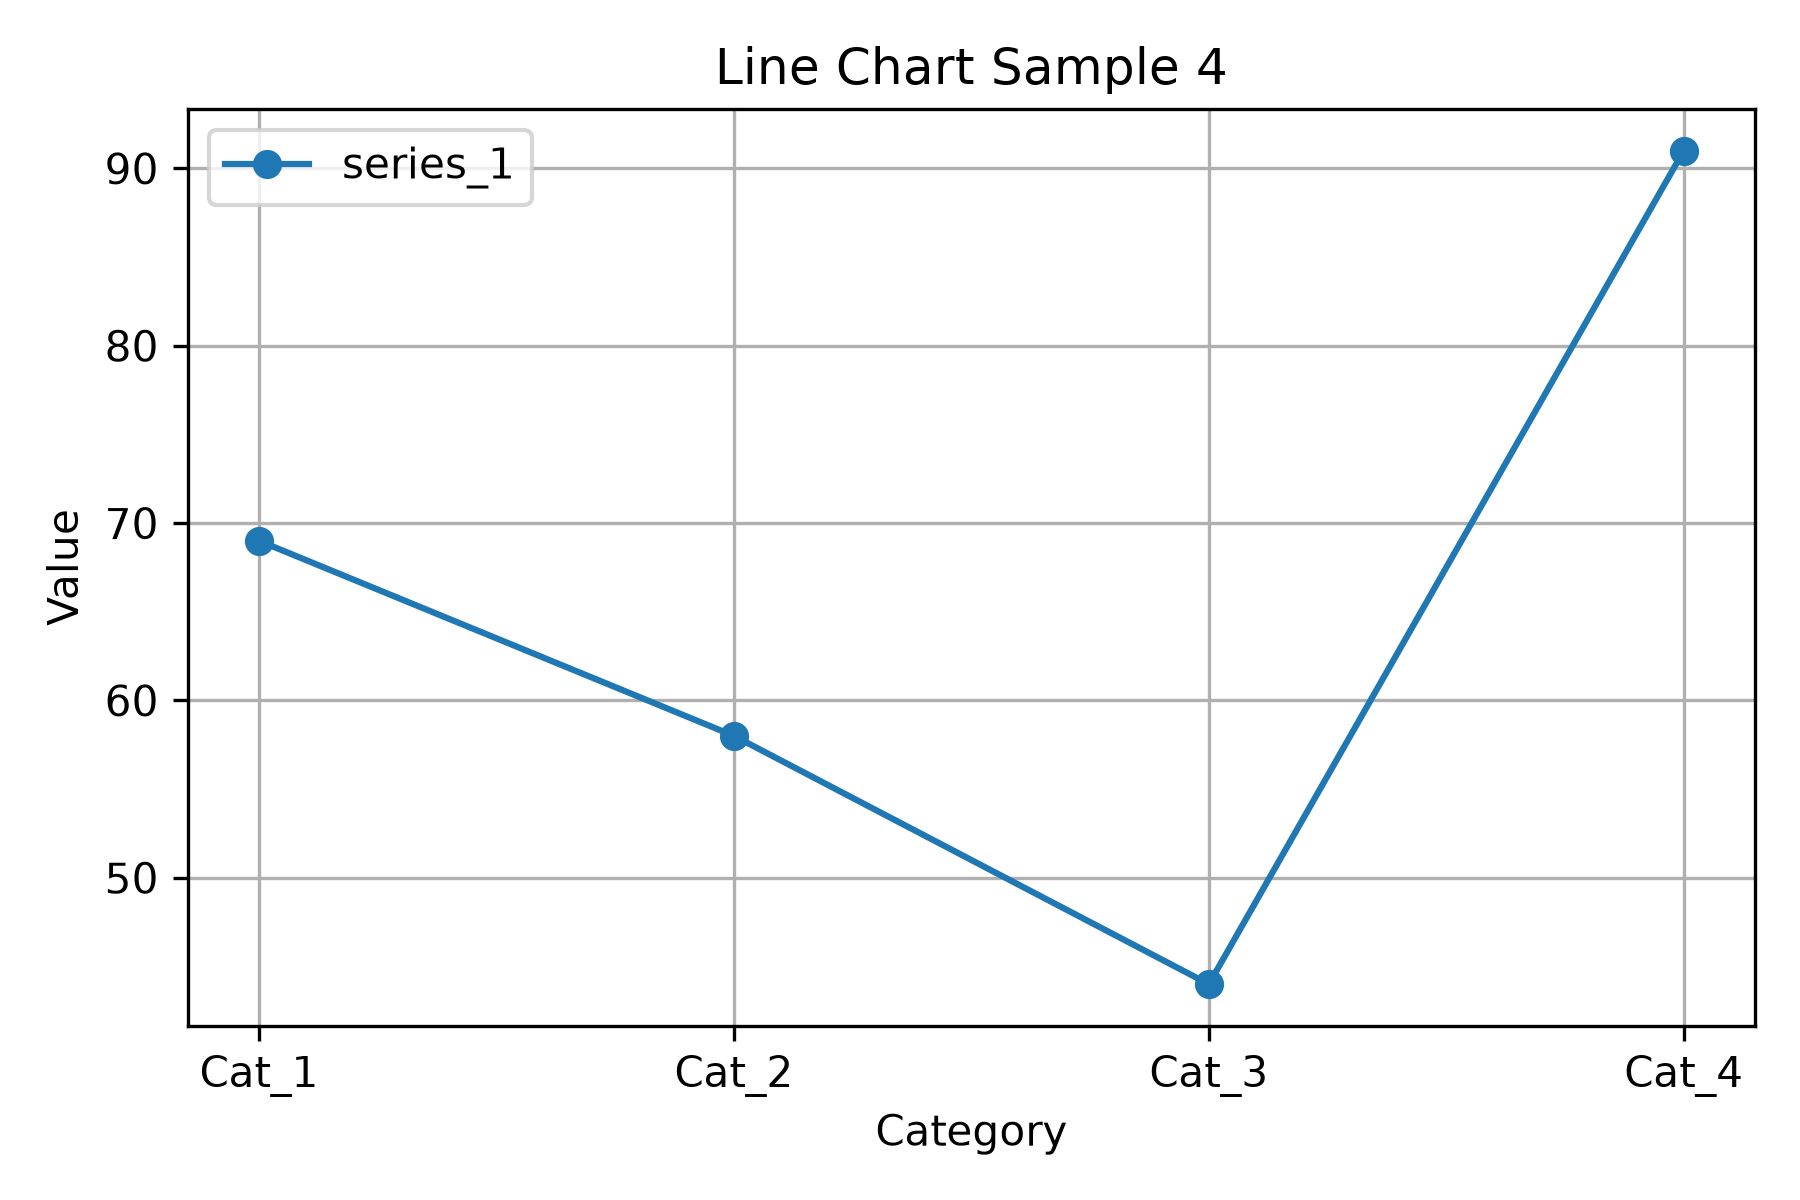 Line Chart Sample 4
series_1
90
80
70
60
50
Value
Cat_1 Cat_2 Cat_3 Cat_4
Category